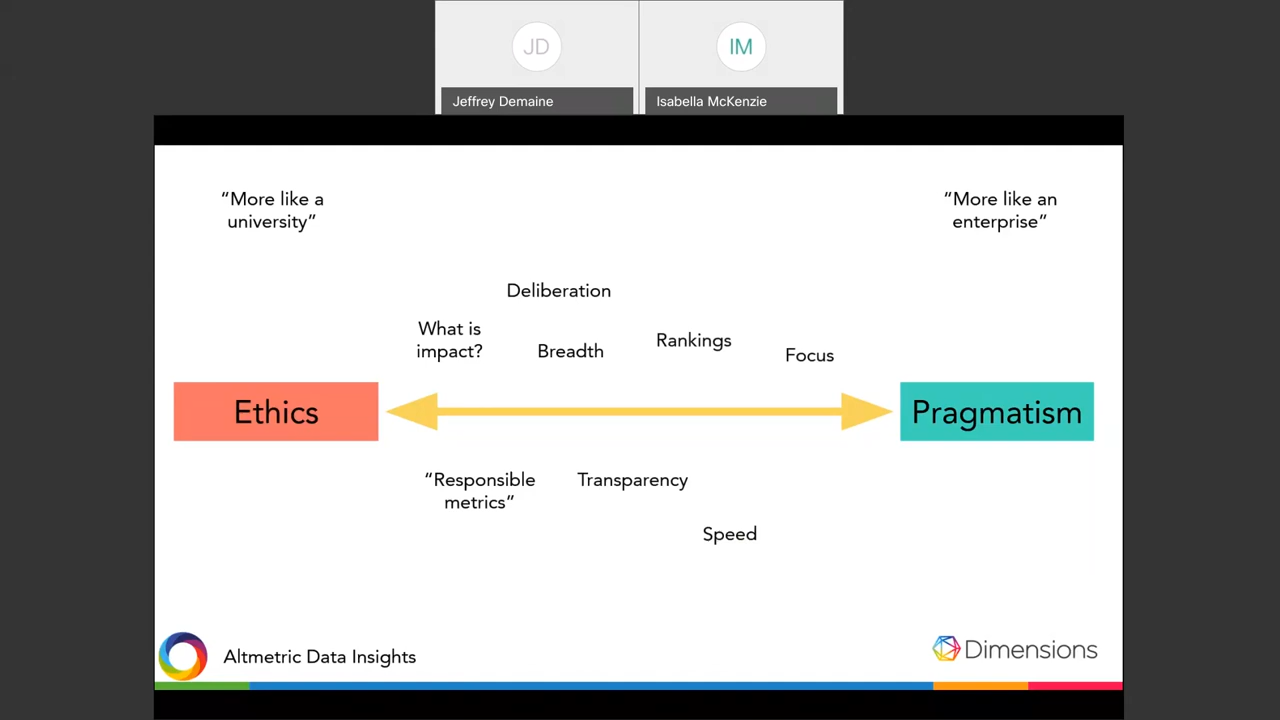 JD
IM
Jeffrey Demaine
Isabella McKenzie
“More like a
university”
“More like an
enterprise”
Deliberation
What is
impact?
Breadth
Rankings
Focus
Ethics
Pragmatism
“Responsible
metrics”
Transparency
Speed
Altmetric Data Insights
Dimensions